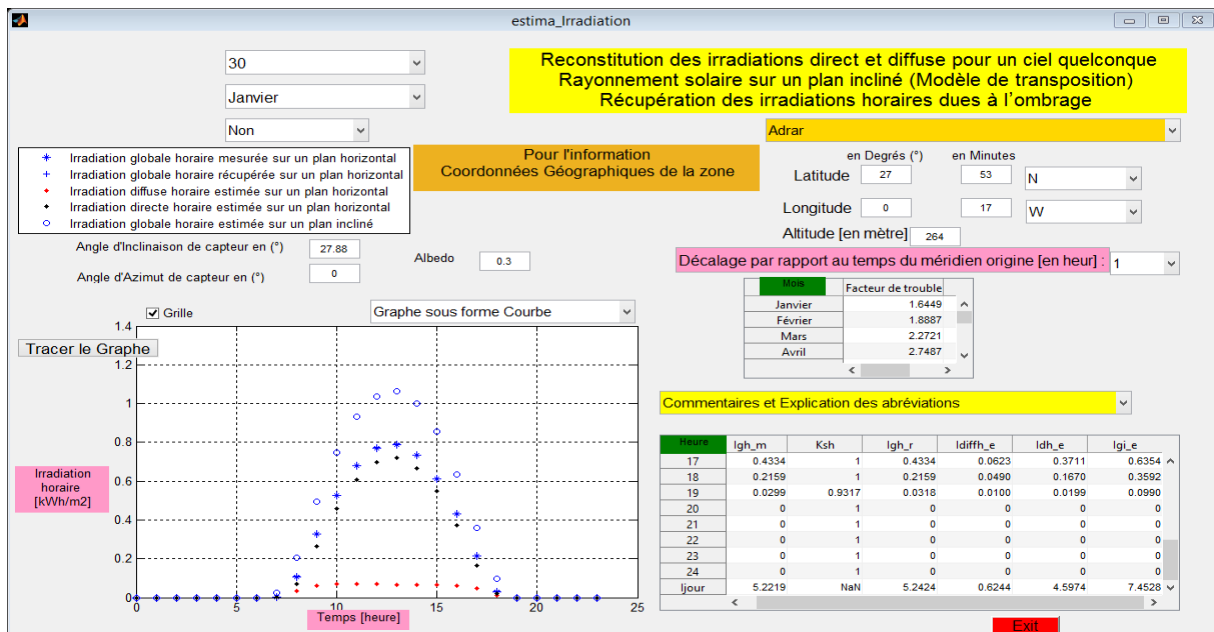 estima_Irradiation
30
Janvier
Non
Reconstitution des irradiations direct et diffuse pour un ciel quelconque
Rayonnement solaire sur un plan incliné (Modèle de transposition)
Récupération des irradiations horaires dues à l'ombrage
Adrar
Irradiation globale horaire mesurée sur un plan horizontal
Irradiation globale horaire récupérée sur un plan horizontal
Irradiation diffuse horaire estimée sur un plan horizontal
Irradiation directe horaire estimée sur un plan horizontal
Irradiation globale horaire estimée sur un plan incliné
Pour l'information
Coordonnées Géographiques de la zone
en Degrés (°) en Minutes
Latitude 27 53 N
Longitude 0 17 W
Altitude [en mètre] 264
Angle d'Inclinaison de capteur en (°) 27.88
Angle d'Azimut de capteur en (°) 0
Albedo 0.3
Décalage par rapport au temps du méridien origine [en heur] : 1
Mois Facteur de trouble
Janvier 1.6449
Février 1.8887
Mars 2.2721
Avril 2.7487
Grille
Graphe sous forme Courbe
Tracer le Graphe
1.4
1.2
1
0.8
0.6
0.4
0.2
0
Irradiation
horaire
[kWh/m2]
0 5 10 15 20 25
Temps [heure]
Commentaires et Explication des abréviations
Heure Igh_m Ksh Igh_r Idiffh_e Idh_e Igi_e
17 0.4334 1 0.4334 0.0623 0.3711 0.6354
18 0.2159 1 0.2159 0.0490 0.1670 0.3592
19 0.0299 0.9317 0.0318 0.0100 0.0199 0.0990
20 0 1 0 0 0 0
21 0 1 0 0 0 0
22 0 1 0 0 0 0
23 0 1 0 0 0 0
24 0 1 0 0 0 0
Ijour 5.2219 NaN 5.2424 0.6244 4.5974 7.4528
Exit